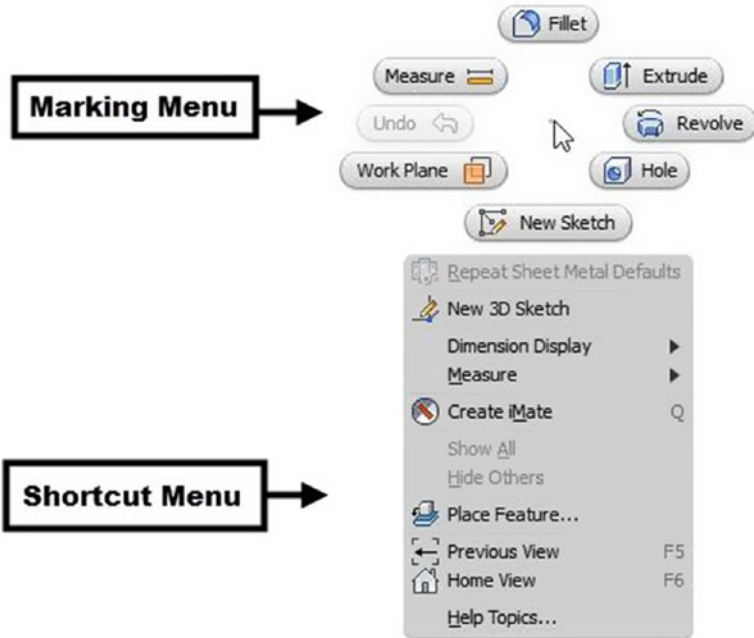 Fillet
Measure
Extrude
Marking Menu
Undo
Revolve
Work Plane
Hole
New Sketch
Repeat Sheet Metal Defaults
New 3D Sketch
Dimension Display
Measure
Create iMate Q
Show All
Hide Others
Shortcut Menu
Place Feature...
Previous View F5
Home View F6
Help Topics...